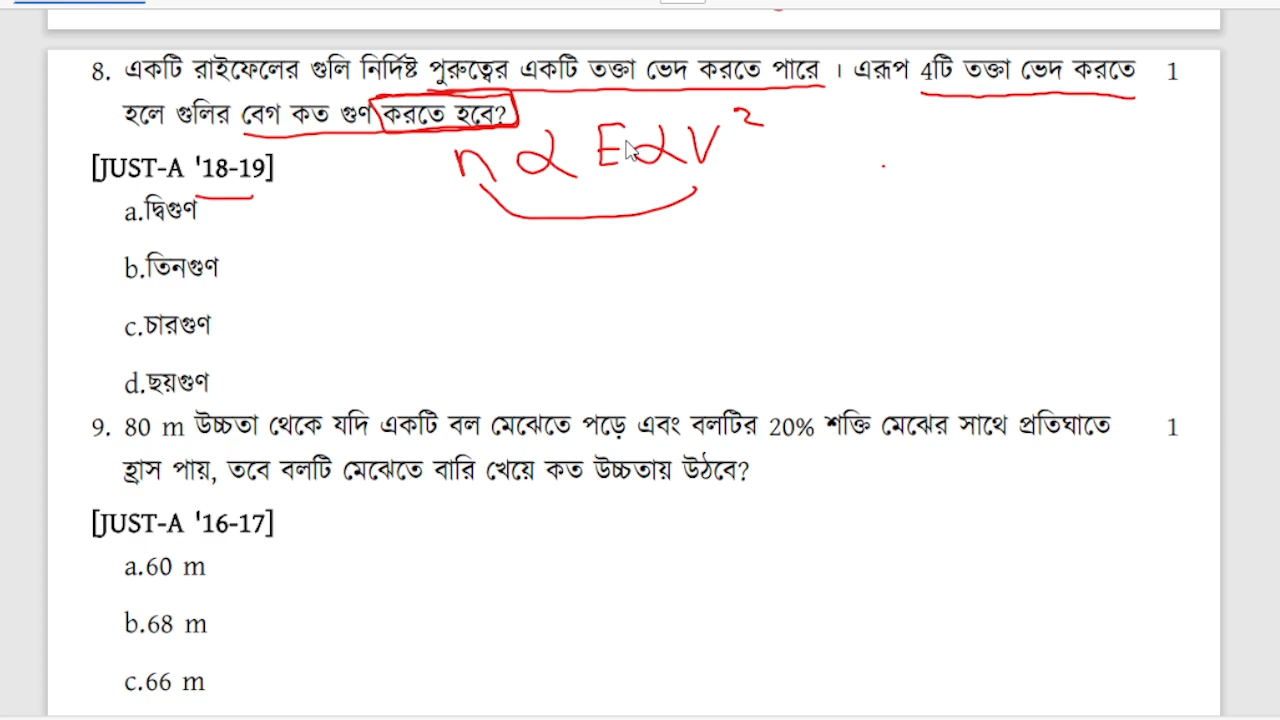 8. একটি রাইফেলের গুলি নির্দিষ্ট পুরুত্বের একটি তক্তা ভেদ করতে পারে । এরূপ 4টি তক্তা ভেদ করতে 1
হলে গুলির বেগ কত গুণ করতে হবে?
n ∝ E ∝ V²
[JUST-A '18-19]
a.দ্বিগুণ
b.তিনগুণ
c.চারগুণ
d.ছয়গুণ
9. 80 m উচ্চতা থেকে যদি একটি বল মেঝেতে পড়ে এবং বলটির 20% শক্তি মেঝের সাথে প্রতিঘাতে 1
হ্রাস পায়, তবে বলটি মেঝেতে বারি খেয়ে কত উচ্চতায় উঠবে?
[JUST-A '16-17]
a.60 m
b.68 m
c.66 m